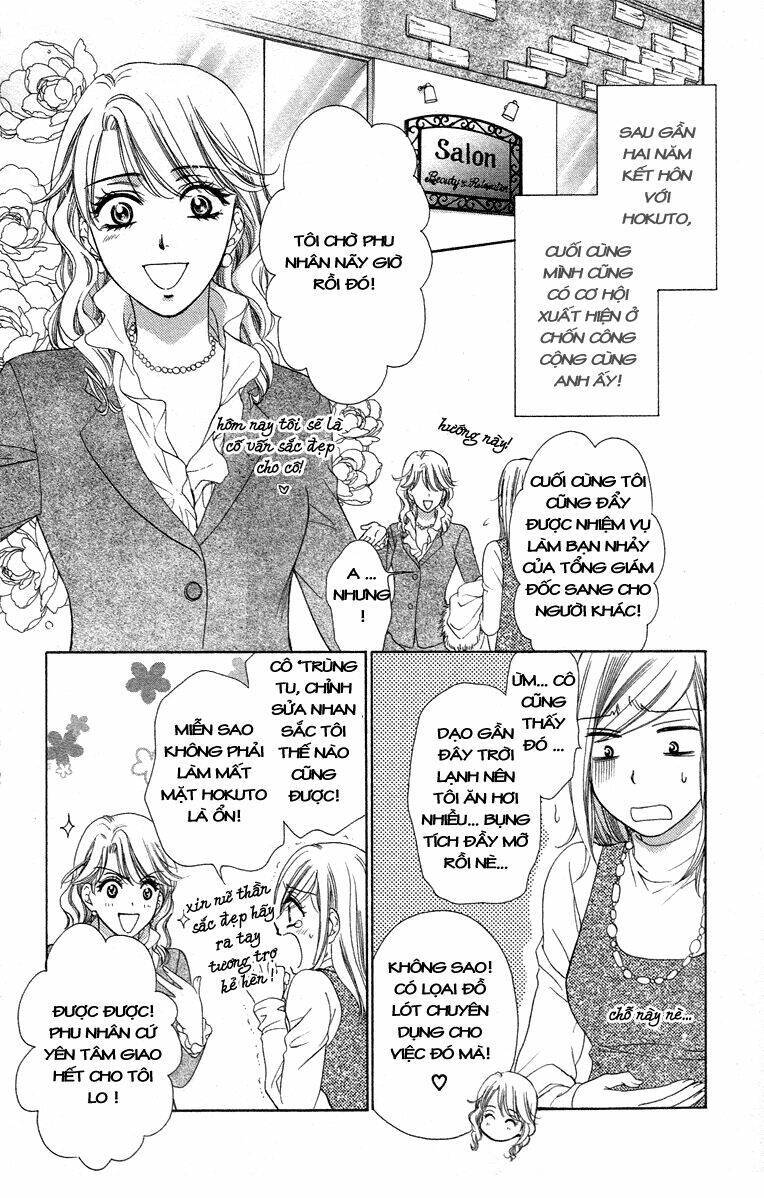 SAU GẦN
HAI NĂM
KẾT HÔN
VỚI
HOKUTO,
CUỐI CÙNG
MÌNH CŨNG
CÓ CƠ HỘI
XUẤT HIỆN Ở
CHỐN CÔNG
CỘNG CÙNG
ANH ẤY!
Salon
Beauty & Relaxation
TÔI CHỜ PHU
NHÂN NÃY GIỜ
RỒI ĐÓ!
hôm nay tôi sẽ là
cố vấn sắc đẹp
cho cô!
hướng này!
CUỐI CÙNG TÔI
CŨNG ĐẨY
ĐƯỢC NHIỆM VỤ
LÀM BẠN NHẢY
CỦA TỔNG GIÁM
ĐỐC SANG CHO
NGƯỜI KHÁC!
A ...
NHƯNG
!
ỪM... CÔ
CŨNG
THẤY
ĐÓ ...
DẠO GẦN
ĐÂY TRỜI
LẠNH NÊN
TÔI ĂN HƠI
NHIỀU... BỤNG
TÍCH ĐẦY MỠ
RỒI NÈ...
chỗ này nè...
KHÔNG SAO!
CÓ LOẠI ĐỒ
LÓT CHUYÊN
DỤNG CHO
VIỆC ĐÓ MÀ!
CÔ 'TRÙNG
TU, CHỈNH
SỬA NHAN
SẮC TÔI
THẾ NÀO
CŨNG
ĐƯỢC!
MIỄN SAO
KHÔNG PHẢI
LÀM MẤT
MẶT HOKUTO
LÀ ỔN!
xin nữ thần
sắc đẹp hãy
ra tay
tương trợ
kẻ hèn!
ĐƯỢC ĐƯỢC!
PHU NHÂN CỨ
YÊN TÂM GIAO
HẾT CHO TÔI
LO !